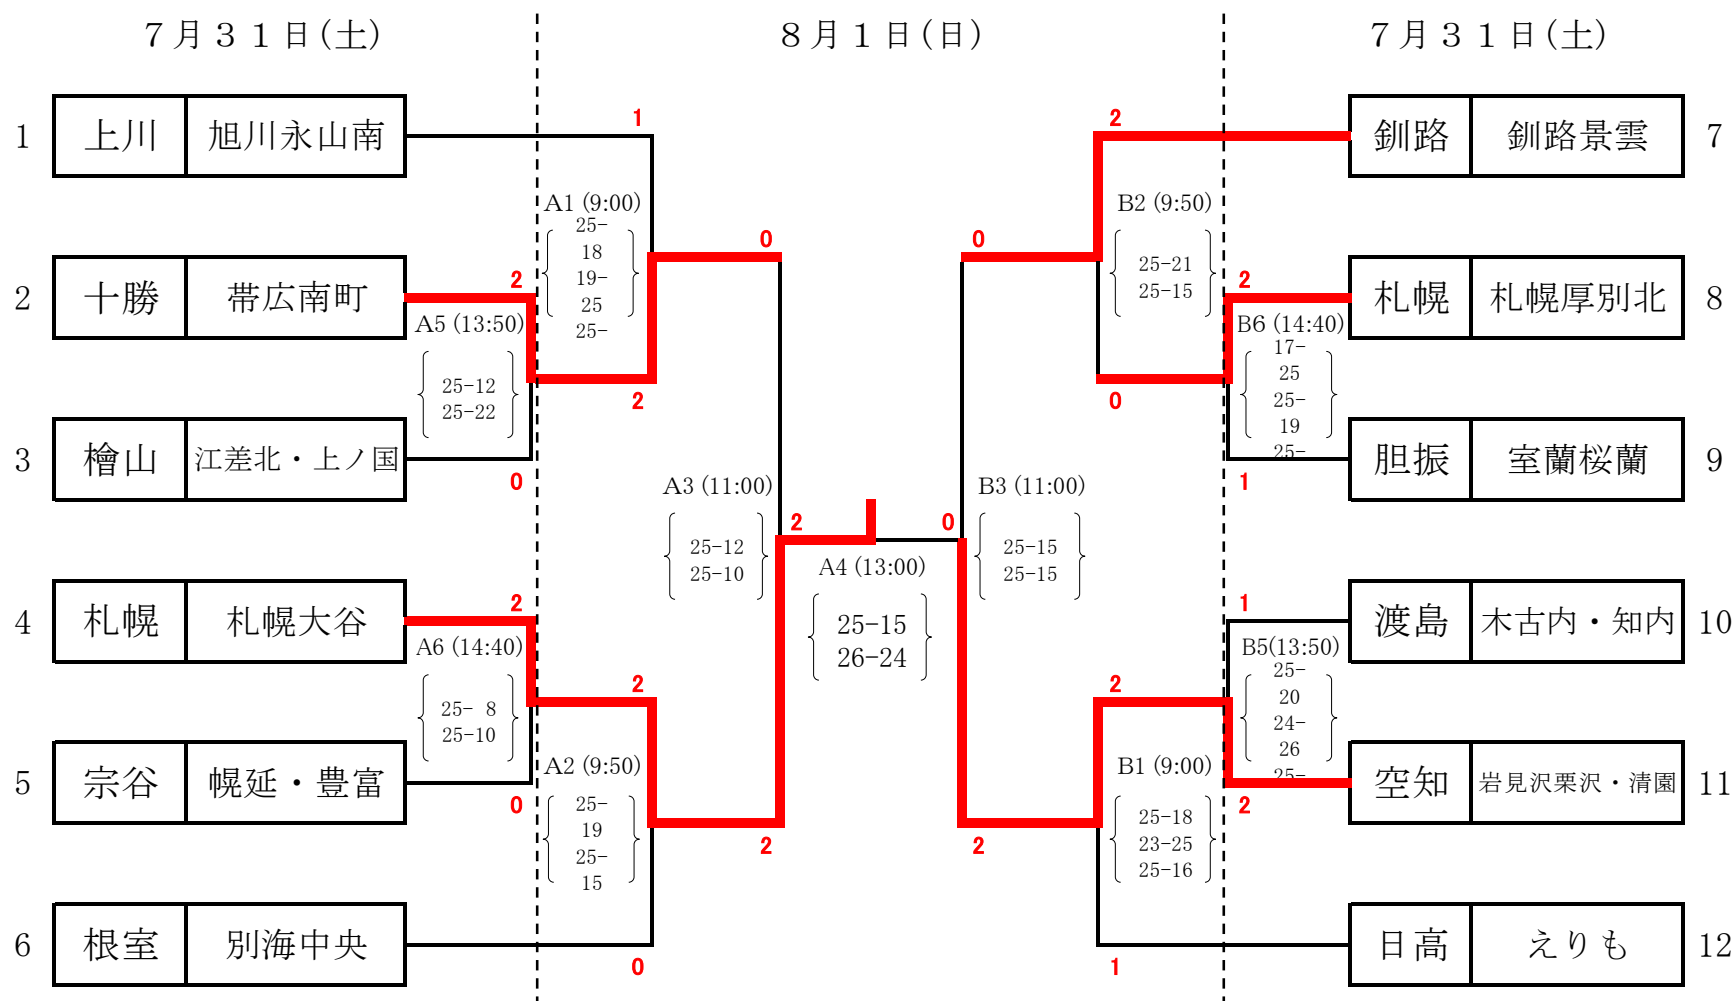 ７月３１日(土)
８月１日(日)
７月３１日(土)
1 上川 旭川永山南
2 十勝 帯広南町
3 檜山 江差北・上ノ国
4 札幌 札幌大谷
5 宗谷 幌延・豊富
6 根室 別海中央
2
A5 (13:50)
25-12
25-22
0
2
A6 (14:40)
25- 8
25-10
0
1
A1 (9:00)
25-
18
19-
25
25-
2
2
A2 (9:50)
25-
19
25-
15
0
0
A3 (11:00)
25-12
25-10
2
2
0
A4 (13:00)
25-15
26-24
0
B3 (11:00)
25-15
25-15
2
2
B2 (9:50)
25-21
25-15
0
2
B1 (9:00)
25-18
23-25
25-16
1
2
B6 (14:40)
17-
25
25-
19
25-
1
1
B5(13:50)
25-
20
24-
26
25-
2
釧路 釧路景雲 7
札幌 札幌厚別北 8
胆振 室蘭桜蘭 9
渡島 木古内・知内 10
空知 岩見沢栗沢・清園 11
日高 えりも 12